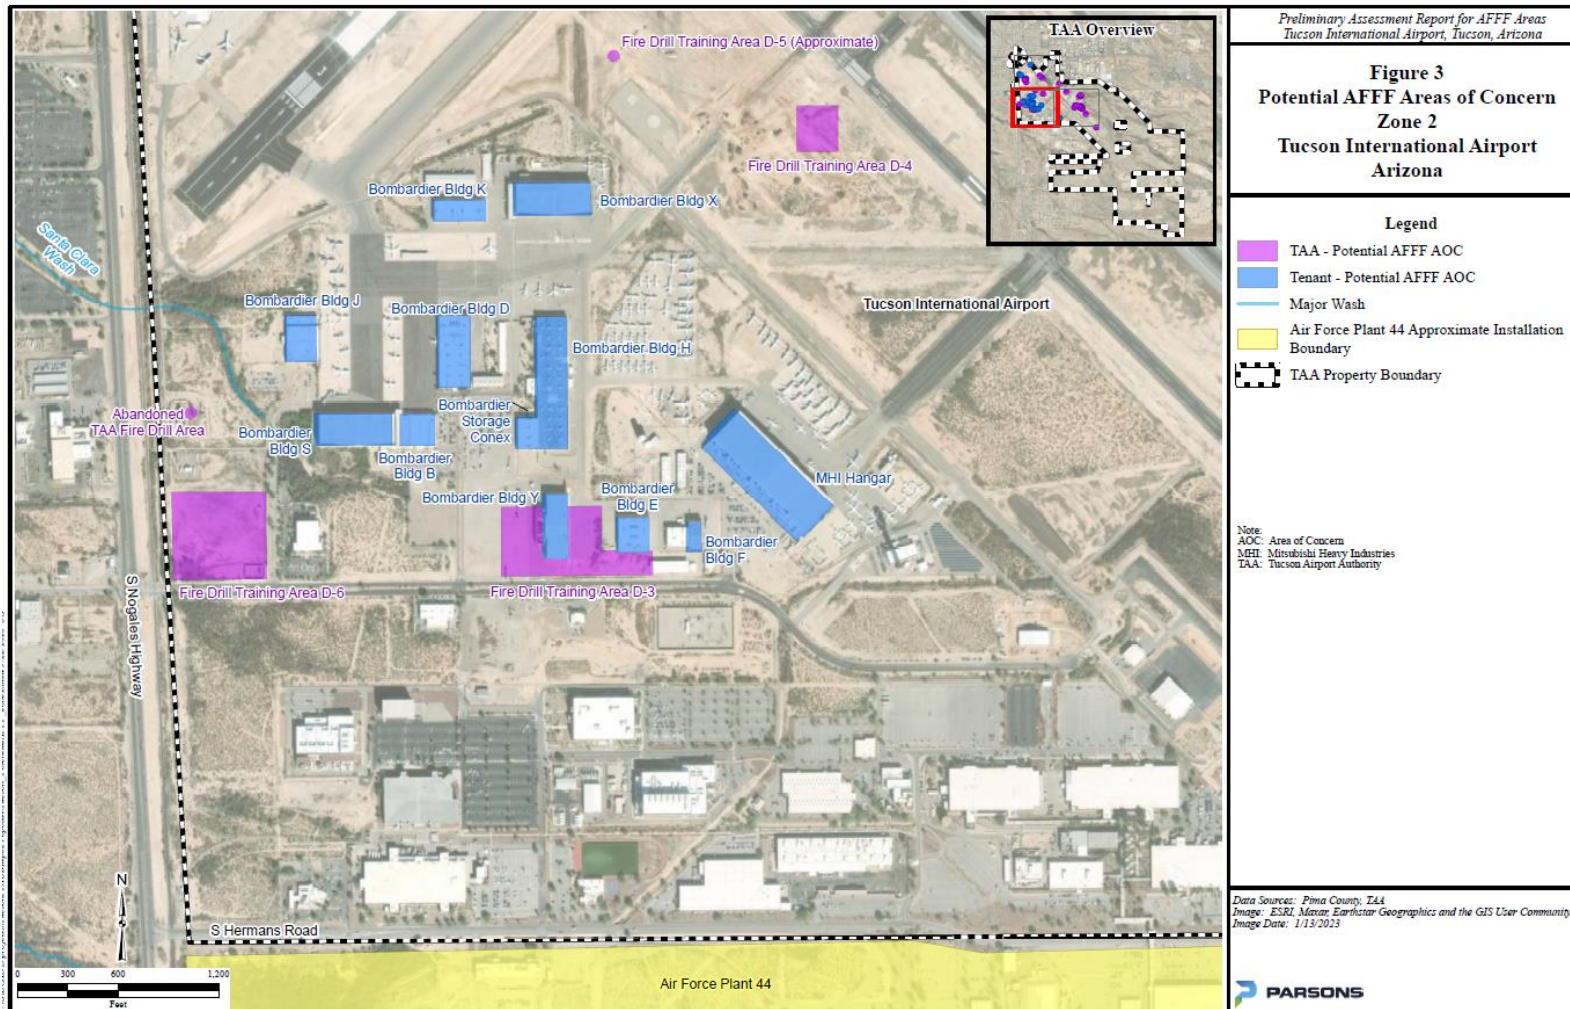 Preliminary Assessment Report for AFFF Areas
Tucson International Airport, Tucson, Arizona
Figure 3
Potential AFFF Areas of Concern
Zone 2
Tucson International Airport
Arizona
Legend
TAA - Potential AFFF AOC
Tenant - Potential AFFF AOC
Major Wash
Air Force Plant 44 Approximate Installation
Boundary
TAA Property Boundary
Note:
AOC: Area of Concern
MHI: Mitsubishi Heavy Industries
TAA: Tucson Airport Authority
Data Sources: Pima County, TAA
Image: ESRI, Maxar, Earthstar Geographics and the GIS User Community
Image Date: 1/13/2023
PARSONS
TAA Overview
Fire Drill Training Area D-5 (Approximate)
Fire Drill Training Area D-4
Bombardier Bldg K
Bombardier Bldg X
Santa Clara
Wash
Bombardier Bldg J
Bombardier Bldg D
Tucson International Airport
Bombardier Bldg H
Abandoned
TAA Fire Drill Area
Bombardier
Storage
Conex
Bombardier
Bldg S
Bombardier
Bldg B
MHI Hangar
Bombardier Bldg Y
Bombardier
Bldg E
Bombardier
Bldg F
Fire Drill Training Area D-6
Fire Drill Training Area D-3
S Nogales Highway
N
S Hermans Road
Air Force Plant 44
0 300 600 1,200
Feet